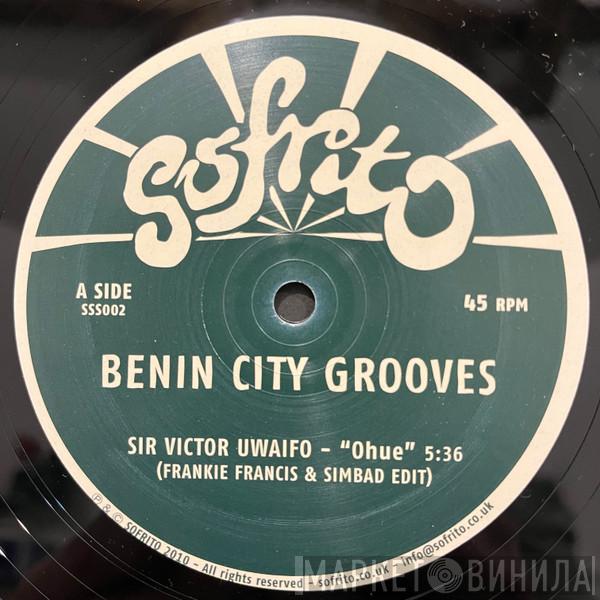 Sofrito
A SIDE
SSS002
45 RPM
BENIN CITY GROOVES
SIR VICTOR UWAIFO - "Ohue" 5:36
(FRANKIE FRANCIS & SIMBAD EDIT)
Ⓟ & © SOFRITO 2010 - All rights reserved - sofrito.co.uk - info@sofrito.co.uk
МАРКЕТ ВИНИЛА